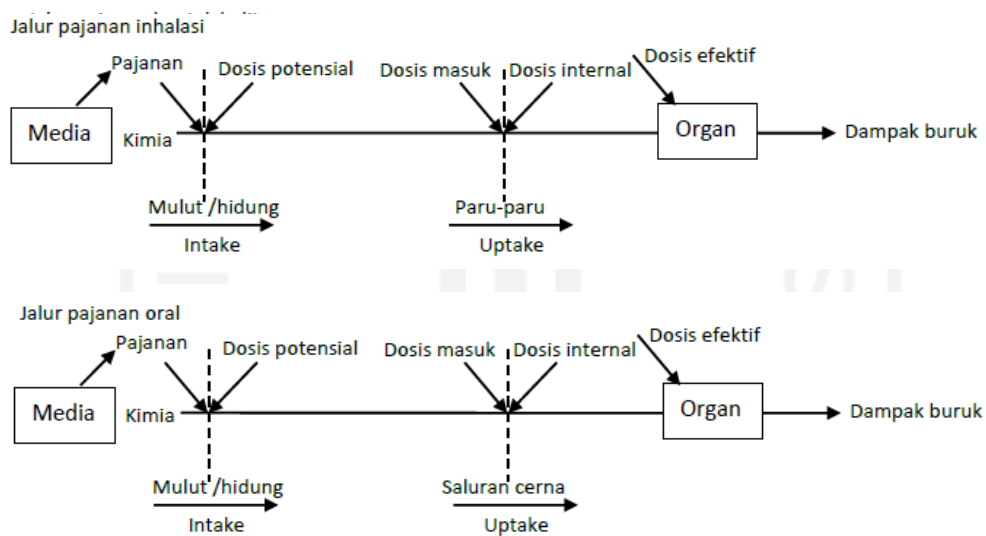 Jalur pajanan inhalasi
Pajanan
Dosis potensial
Dosis masuk
Dosis internal
Dosis efektif
Media
Kimia
Organ
Dampak buruk
Mulut /hidung
Intake
Paru-paru
Uptake
Jalur pajanan oral
Pajanan
Dosis potensial
Dosis masuk
Dosis internal
Dosis efektif
Media
Kimia
Organ
Dampak buruk
Mulut /hidung
Intake
Saluran cerna
Uptake